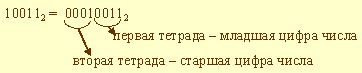 10011₂ = 00010011₂
первая тетрада – младшая цифра числа
вторая тетрада – старшая цифра числа